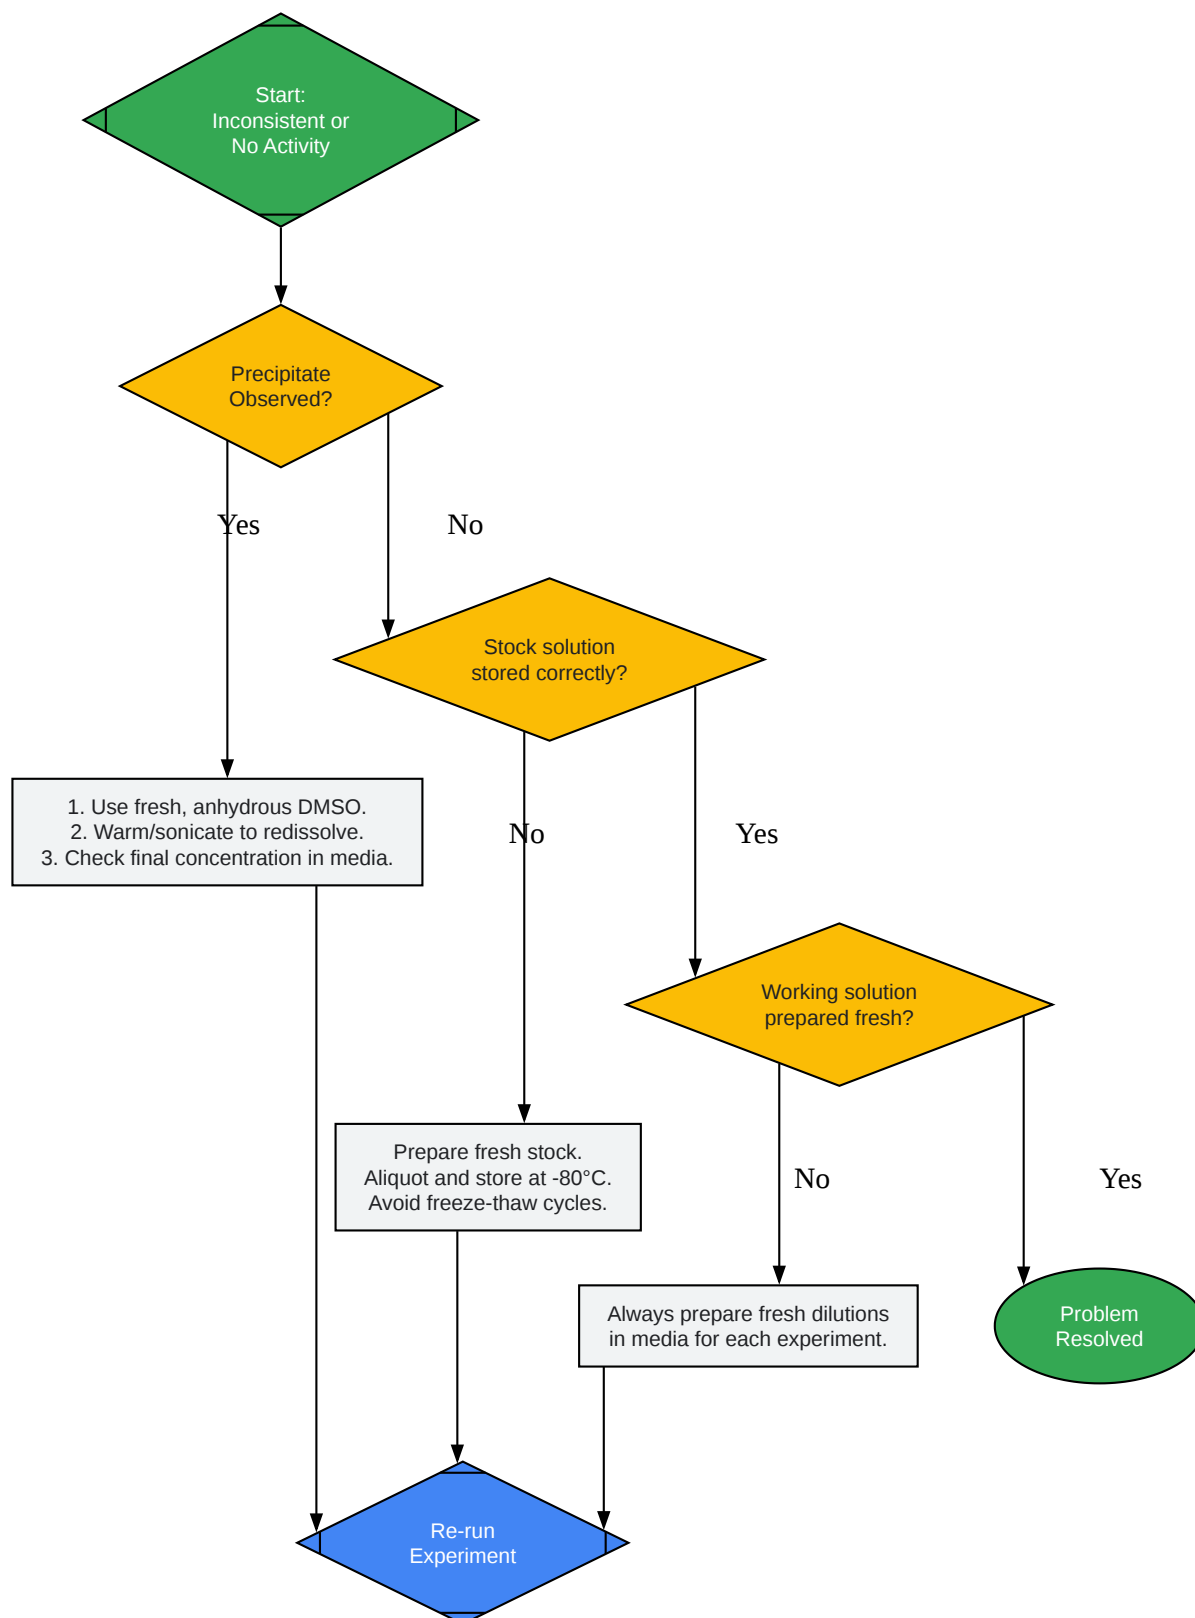 Start:
Inconsistent or
No Activity
Precipitate
Observed?
Yes
No
Stock solution
stored correctly?
1. Use fresh, anhydrous DMSO.
2. Warm/sonicate to redissolve.
3. Check final concentration in media.
No
Yes
Working solution
prepared fresh?
Prepare fresh stock.
Aliquot and store at -80°C.
Avoid freeze-thaw cycles.
No
Yes
Always prepare fresh dilutions
in media for each experiment.
Problem
Resolved
Re-run
Experiment